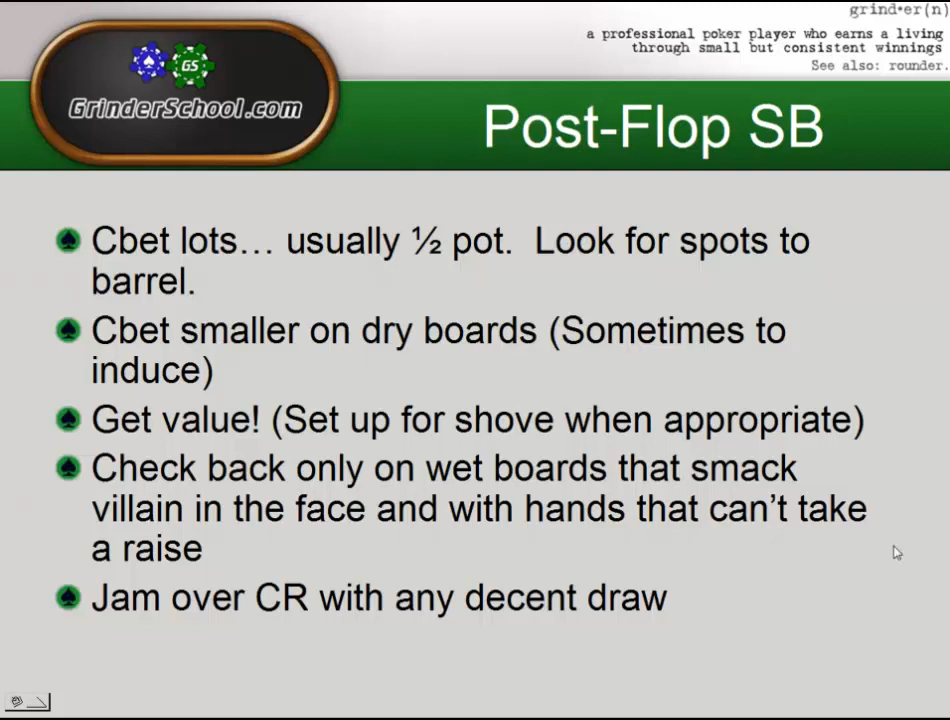 grind•er(n)
a professional poker player who earns a living
through small but consistent winnings
See also: rounder.
GS
GrinderSchool.com
Post-Flop SB
Cbet lots… usually ½ pot.  Look for spots to
barrel.
Cbet smaller on dry boards (Sometimes to
induce)
Get value! (Set up for shove when appropriate)
Check back only on wet boards that smack
villain in the face and with hands that can’t take
a raise
Jam over CR with any decent draw